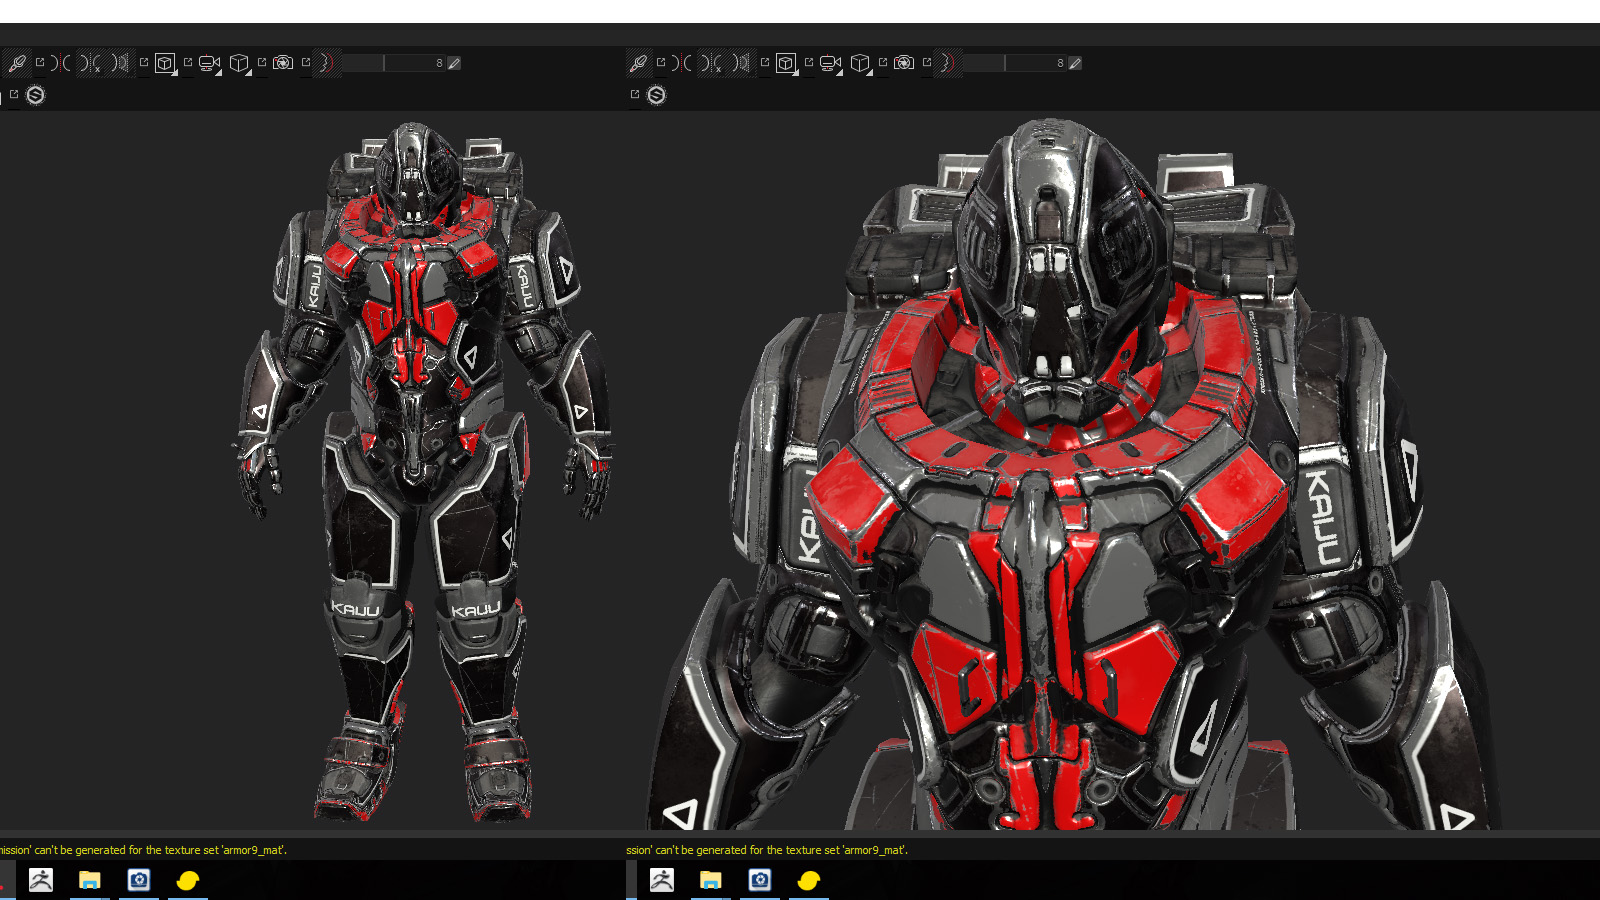 8
8
KAIJU
KAIJU
KAIJU
KAIJU
KAIJU
nission' can't be generated for the texture set 'armor9_mat'.
ssion' can't be generated for the texture set 'armor9_mat'.